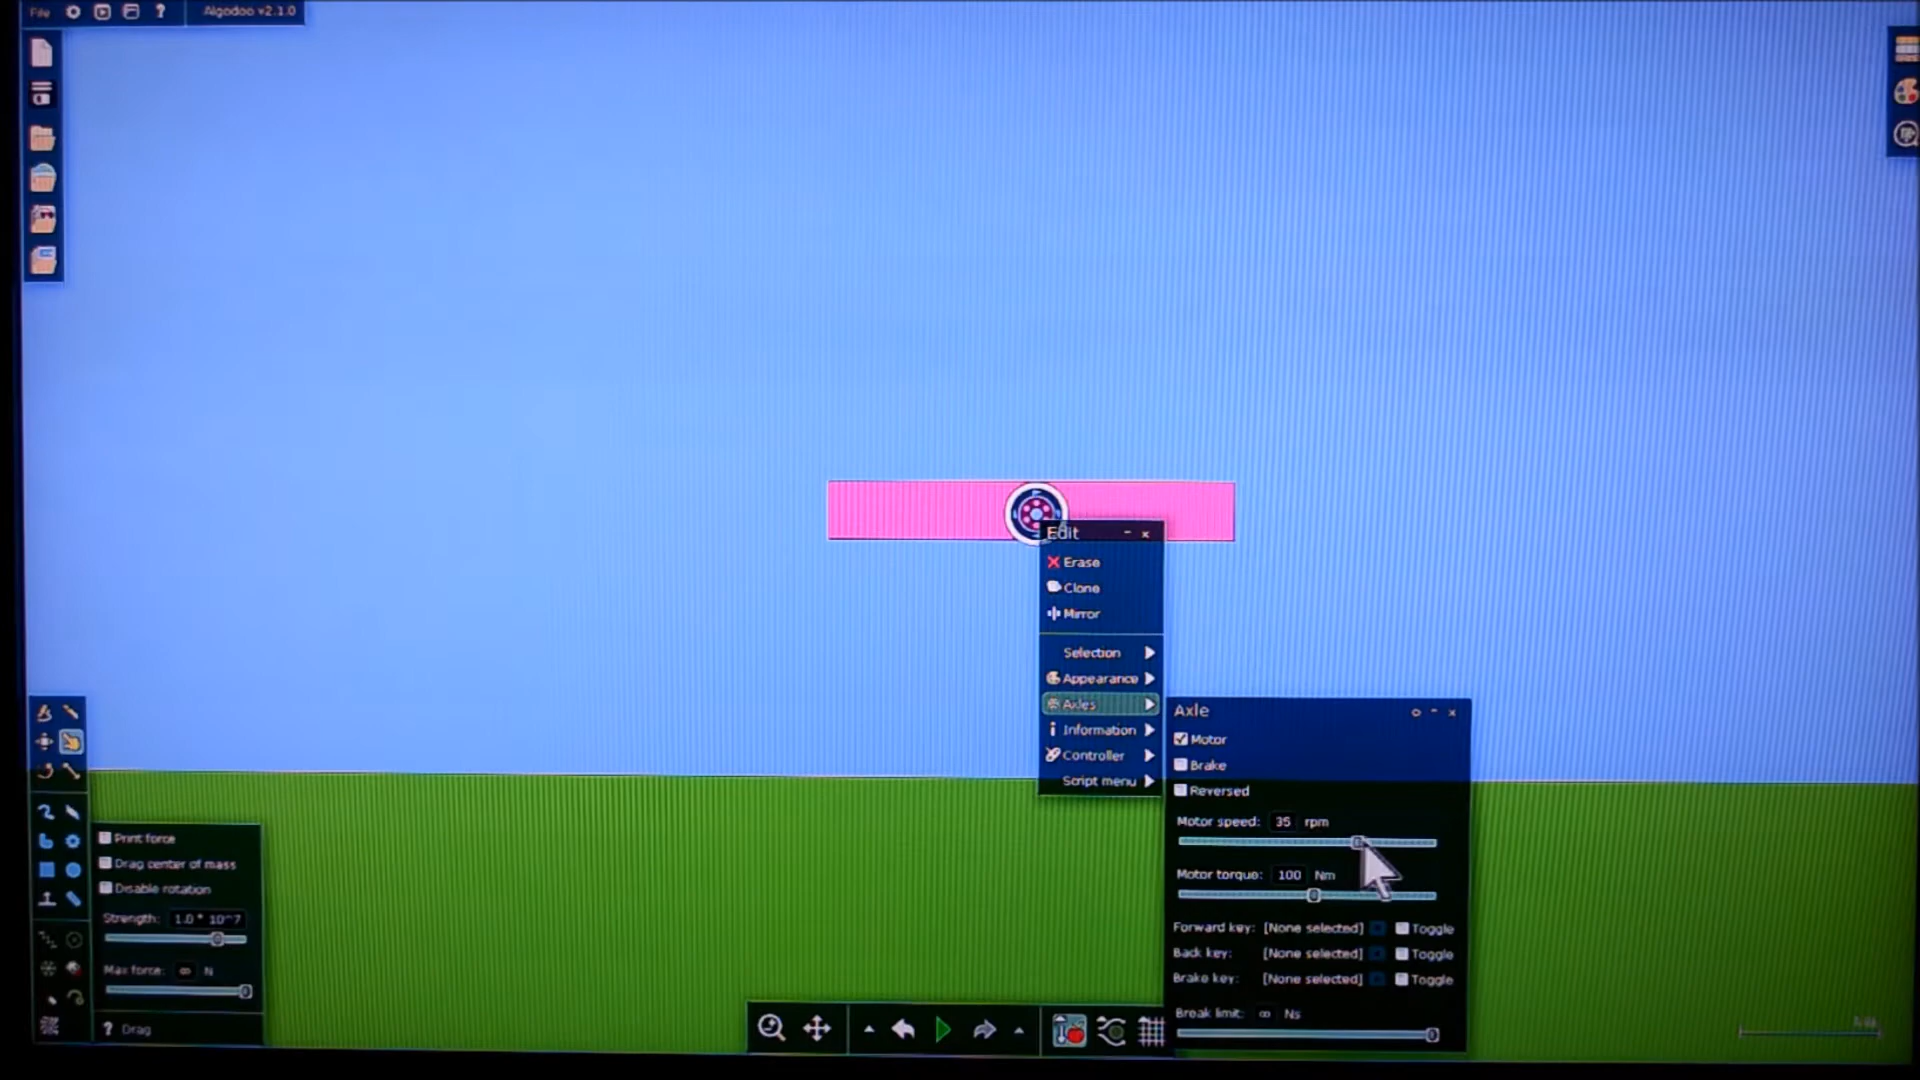 File Algodoo v2.1.0
Edit
Erase
Clone
Mirror
Selection
Appearance
Axles
Information
Controller
Script menu
Axle
Motor
Brake
Reversed
Motor speed: 35 rpm
Motor torque: 100 Nm
Forward key: [None selected] Toggle
Back key: [None selected] Toggle
Brake key: [None selected] Toggle
Break limit: ∞ Ns
Print force
Drag center of mass
Disable rotation
Strength: 1.0 * 10^7
Max force: ∞ N
? Drag